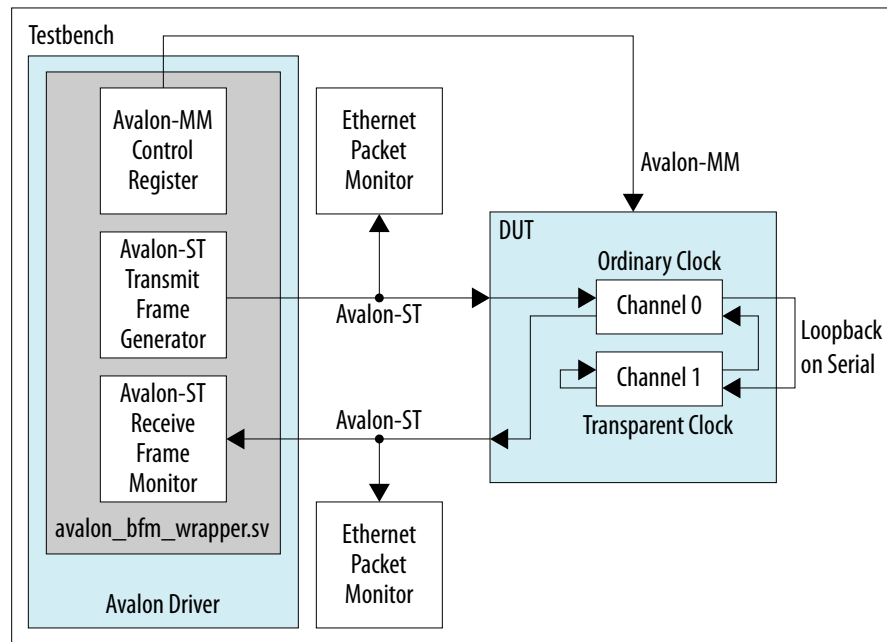 Testbench
Avalon-MM
Control
Register
Ethernet
Packet
Monitor
Avalon-MM
DUT
Avalon-ST
Transmit
Frame
Generator
Avalon-ST
Ordinary Clock
Channel 0
Loopback
on Serial
Channel 1
Transparent Clock
Avalon-ST
Receive
Frame
Monitor
Avalon-ST
avalon_bfm_wrapper.sv
Ethernet
Packet
Monitor
Avalon Driver